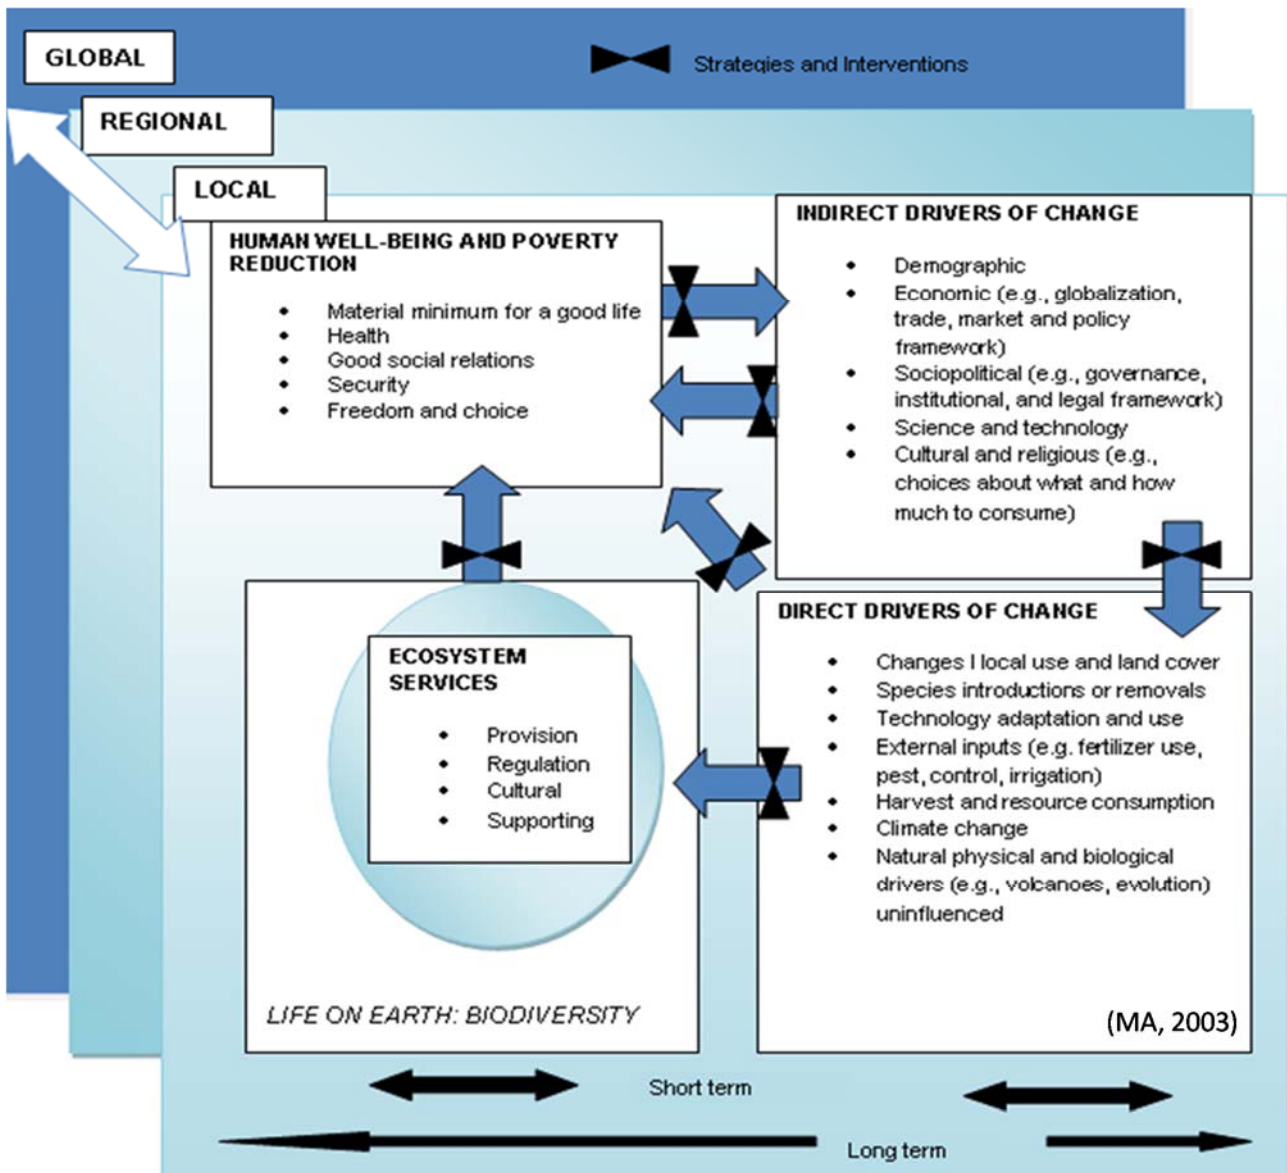 GLOBAL
Strategies and Interventions
REGIONAL
LOCAL
HUMAN WELL-BEING AND POVERTY
REDUCTION
• Material minimum for a good life
• Health
• Good social relations
• Security
• Freedom and choice
INDIRECT DRIVERS OF CHANGE
• Demographic
• Economic (e.g., globalization,
trade, market and policy
framework)
• Sociopolitical (e.g., governance,
institutional, and legal framework)
• Science and technology
• Cultural and religious (e.g.,
choices about what and how
much to consume)
ECOSYSTEM
SERVICES
• Provision
• Regulation
• Cultural
• Supporting
LIFE ON EARTH: BIODIVERSITY
DIRECT DRIVERS OF CHANGE
• Changes I local use and land cover
• Species introductions or removals
• Technology adaptation and use
• External inputs (e.g. fertilizer use,
pest, control, irrigation)
• Harvest and resource consumption
• Climate change
• Natural physical and biological
drivers (e.g., volcanoes, evolution)
uninfluenced
(MA, 2003)
Short term
Long term